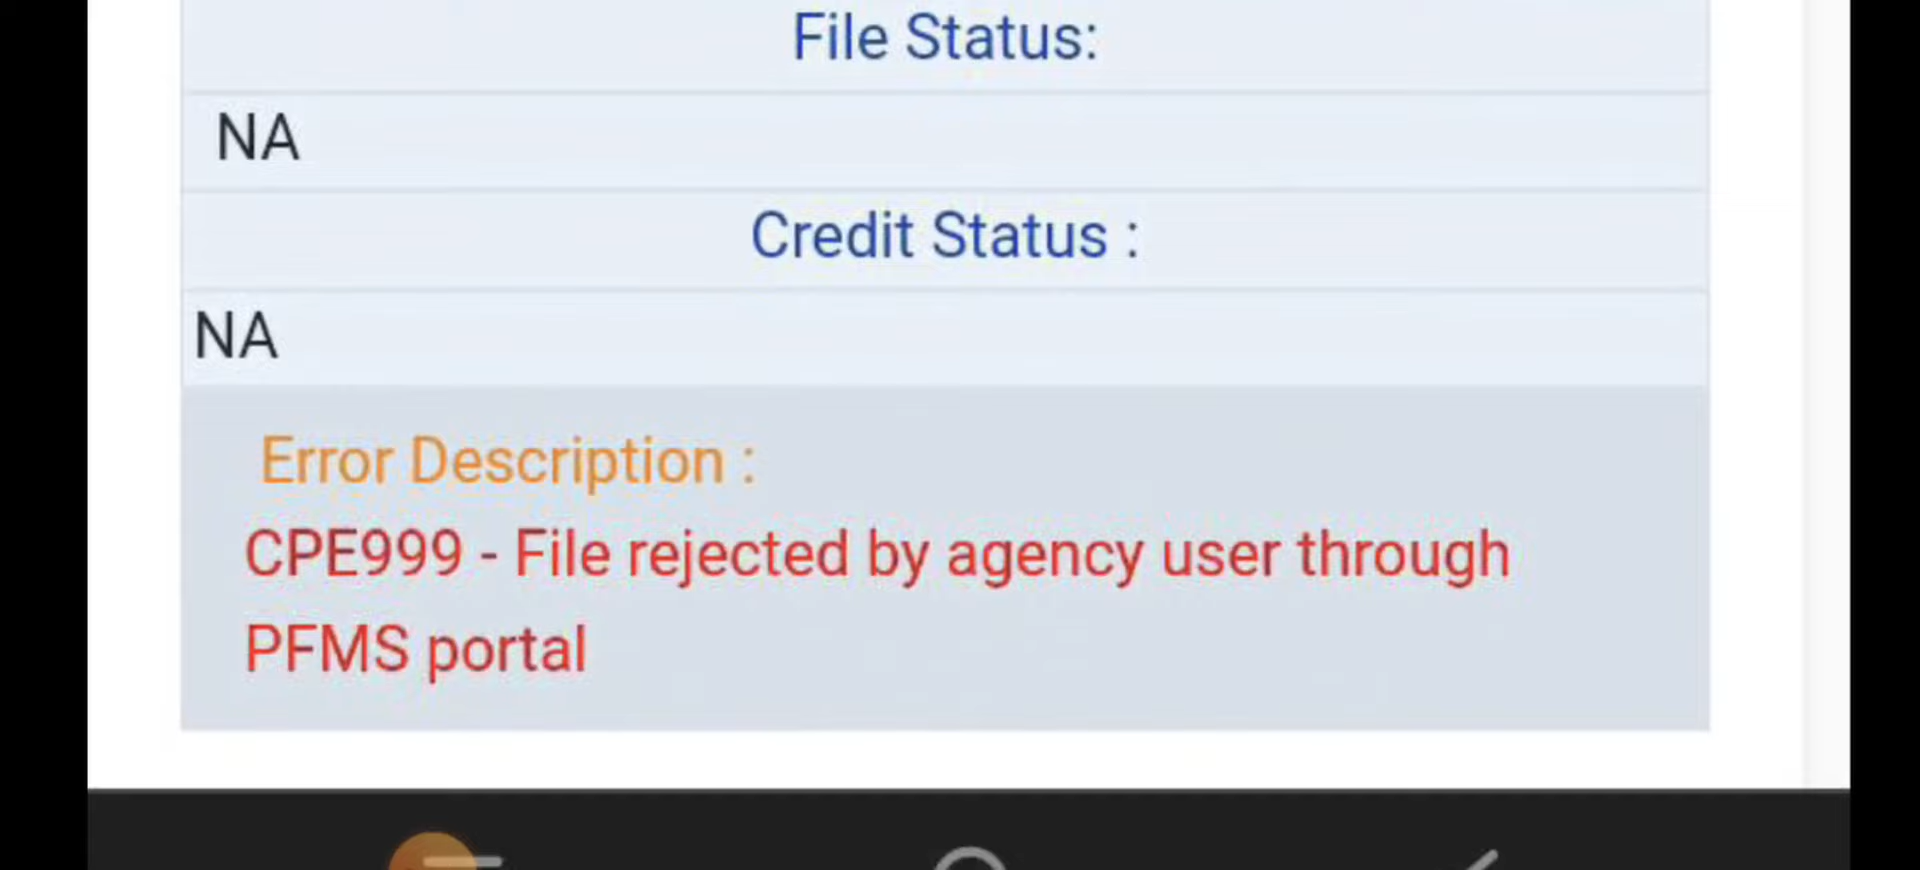 File Status:
NA
Credit Status :
NA
Error Description :
CPE999 - File rejected by agency user through
PFMS portal